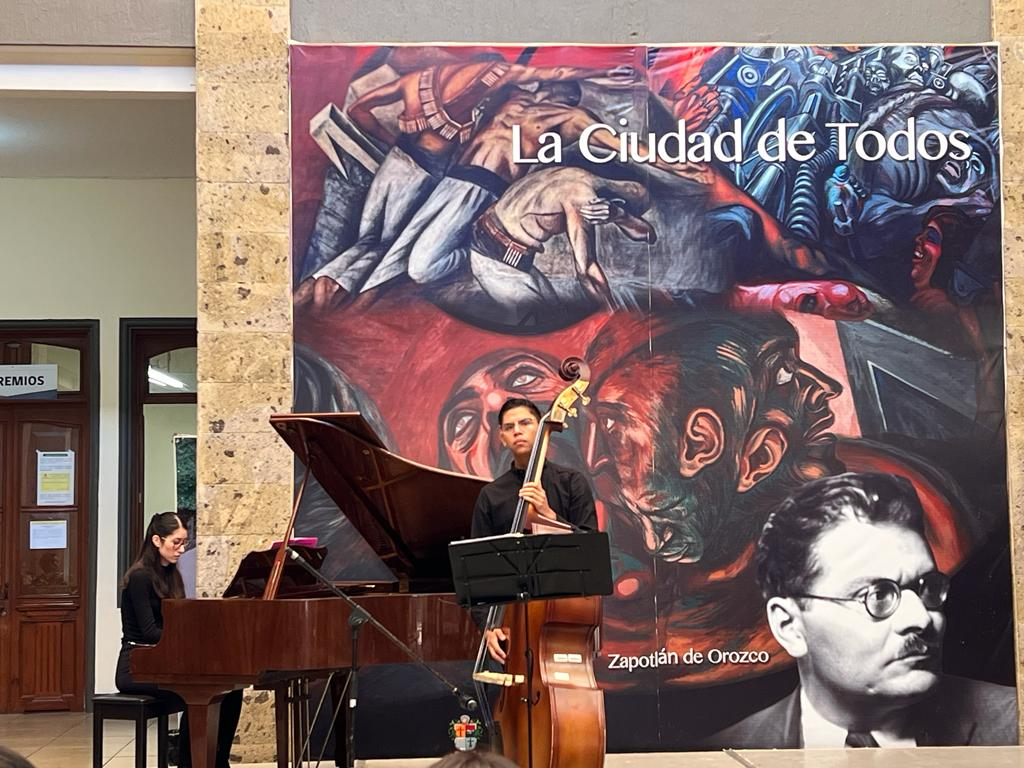 La Ciudad de Todos
REMIOS
Zapotlán de Orozco